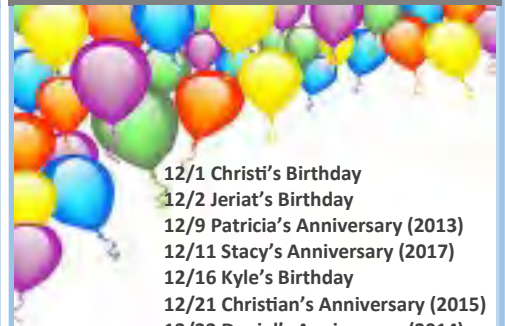 12/1 Christi's Birthday
12/2 Jeriat's Birthday
12/9 Patricia's Anniversary (2013)
12/11 Stacy's Anniversary (2017)
12/16 Kyle's Birthday
12/21 Christian's Anniversary (2015)